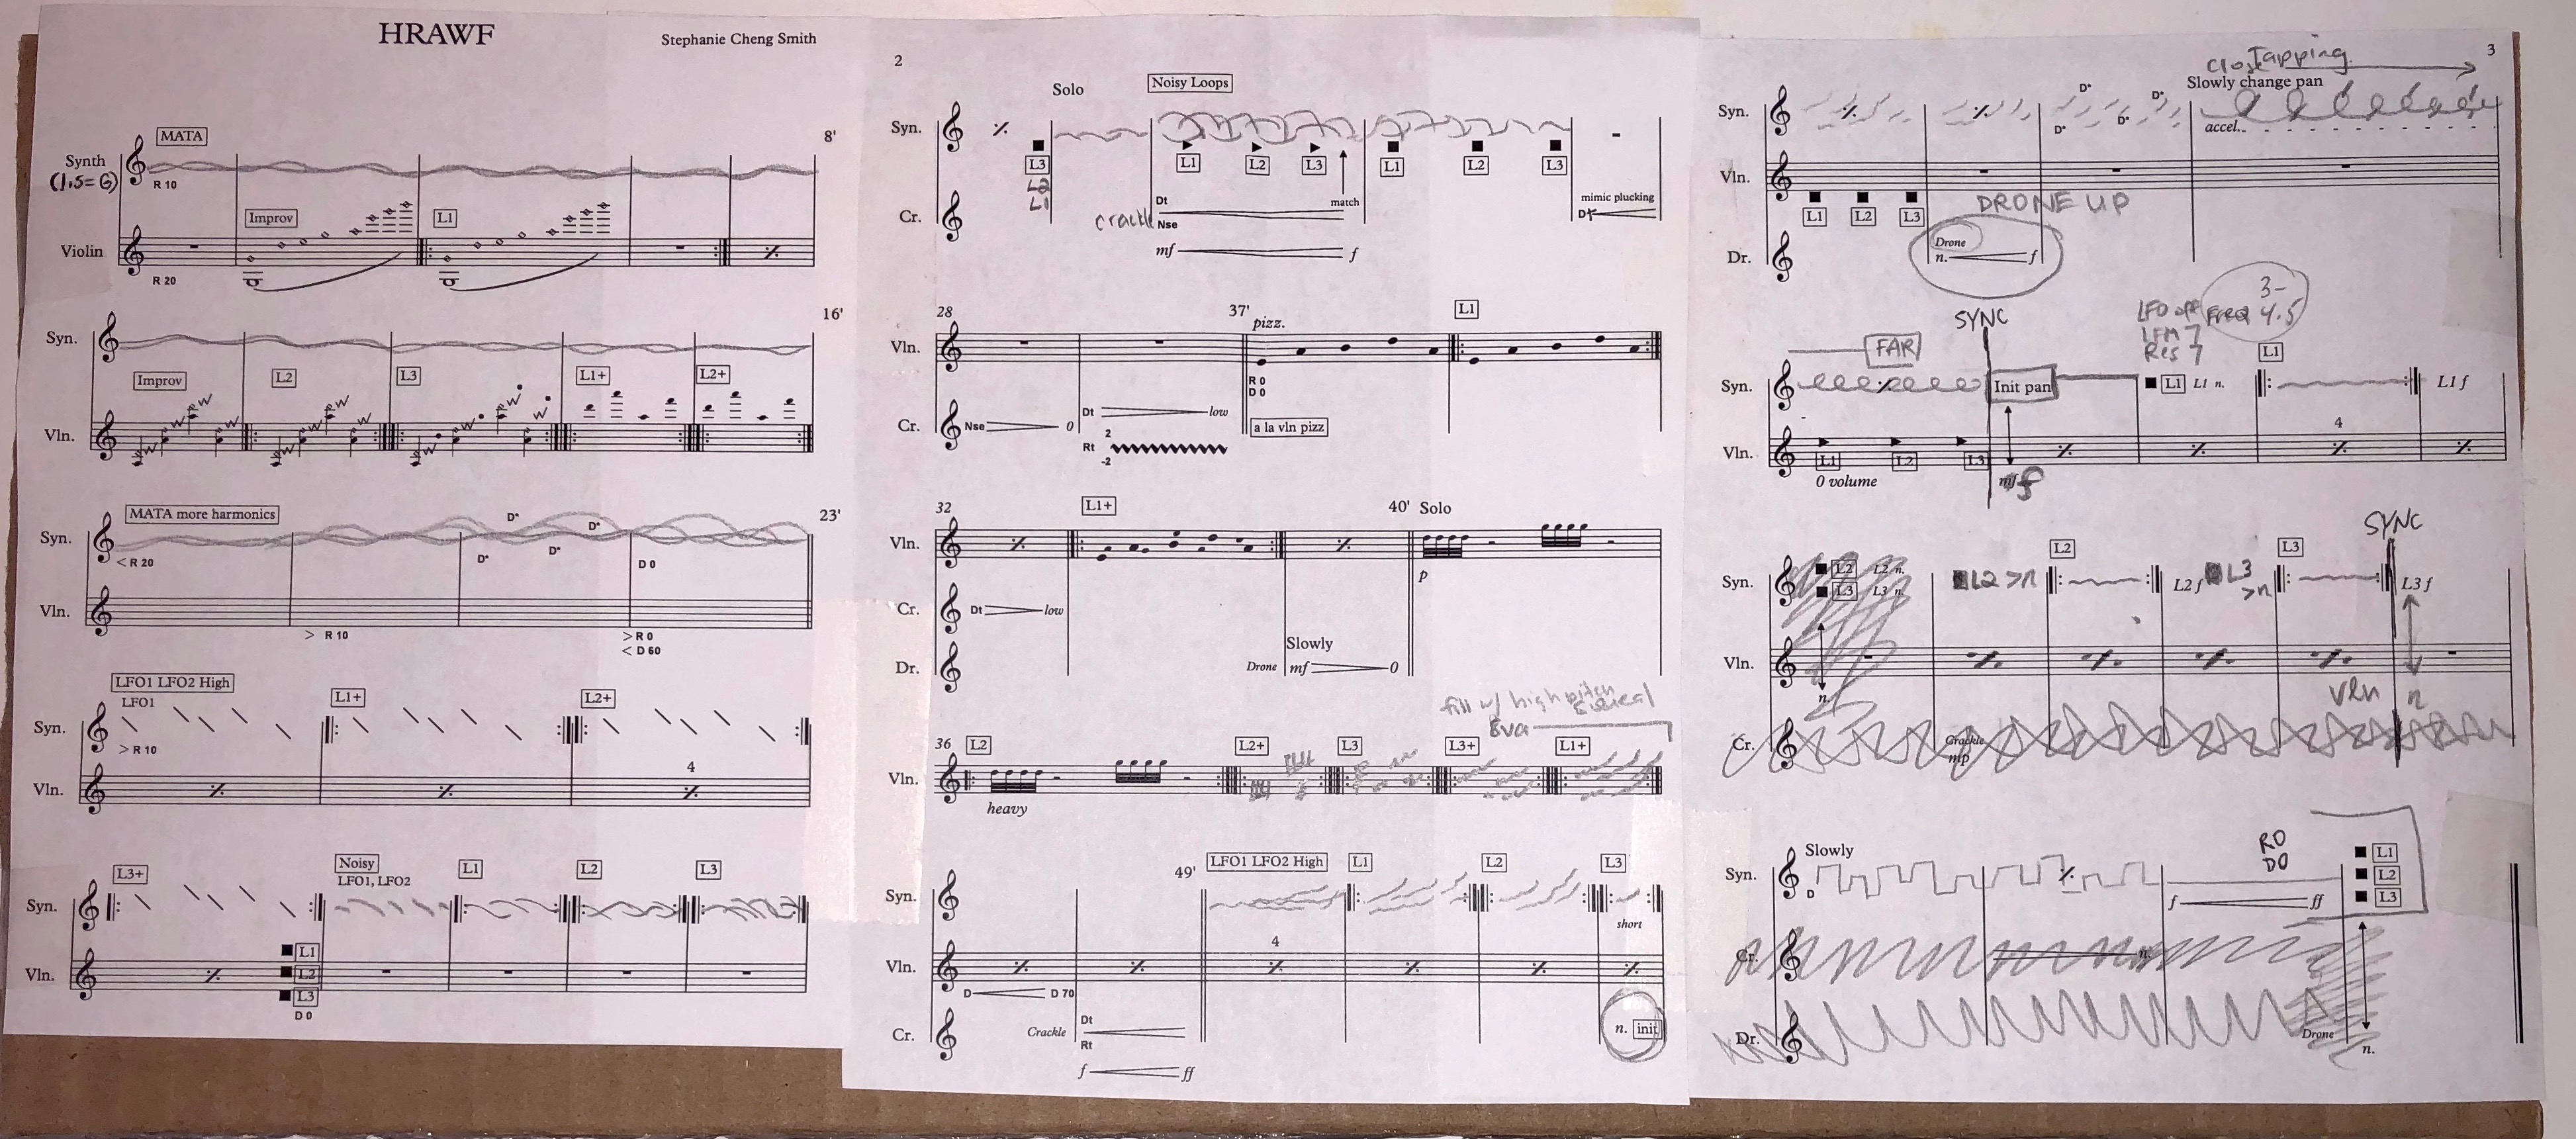 HRAWF
Stephanie Cheng Smith
MATA
8'
Synth
(1.5=G)
R 10
Improv
L1
Violin
R 20
16'
Syn.
Improv
L2
L3
L1+
L2+
Vln.
MATA more harmonics
23'
Syn.
D* D*
< R 20
D* D*
D 0
Vln.
> R 10
> R 0
< D 60
LFO1 LFO2 High
LFO1
L1+
L2+
Syn.
> R 10
4
Vln.
L3+
Noisy
LFO1, LFO2
L1
L2
L3
Syn.
L1
Vln.
L2
L3
D 0
2
Solo
Noisy Loops
Syn.
L3
L2
L1
L1 L2 L3
L1 L2 L3
match
mimic plucking
Cr.
crackle
Dt
Nse
mf f
28
37'
pizz.
L1
Vln.
R 0
D 0
Cr.
Nse 0
Dt low
a la vln pizz
Rt
2
-2
32
L1+
40' Solo
Vln.
p
Cr.
Dt low
Slowly
Dr.
Drone mf 0
fill w/ high pitch
8va
36
L2
L2+
L3
L3+
L1+
Vln.
heavy
49'
LFO1 LFO2 High
L1
L2
L3
Syn.
short
4
Vln.
D D 70
Cr.
Crackle
Dt
Rt
n. init
f ff
3
Tapping
Slowly change pan
Syn.
D* D*
D* D*
accel.
Vln.
L1 L2 L3
DRONE UP
Drone
Dr.
n. f
SYNC
LFO off
LFM 7
Res 7
3-
FREQ 4.5
FAR
L1
Syn.
Init pan
L1 L1 n.
L1 f
4
Vln.
L1 L2 L3
0 volume
mf f
SYNC
L2
L3
Syn.
L2 L2 n.
L3 L3 n.
L2 >n
L2 f
L3 >n
L3 f
Vln.
n.
Vln n
Cr.
Crackle
mp
Slowly
R0
D0
Syn.
D
f ff
L1
L2
L3
Cr.
n.
Dr.
Drone
n.